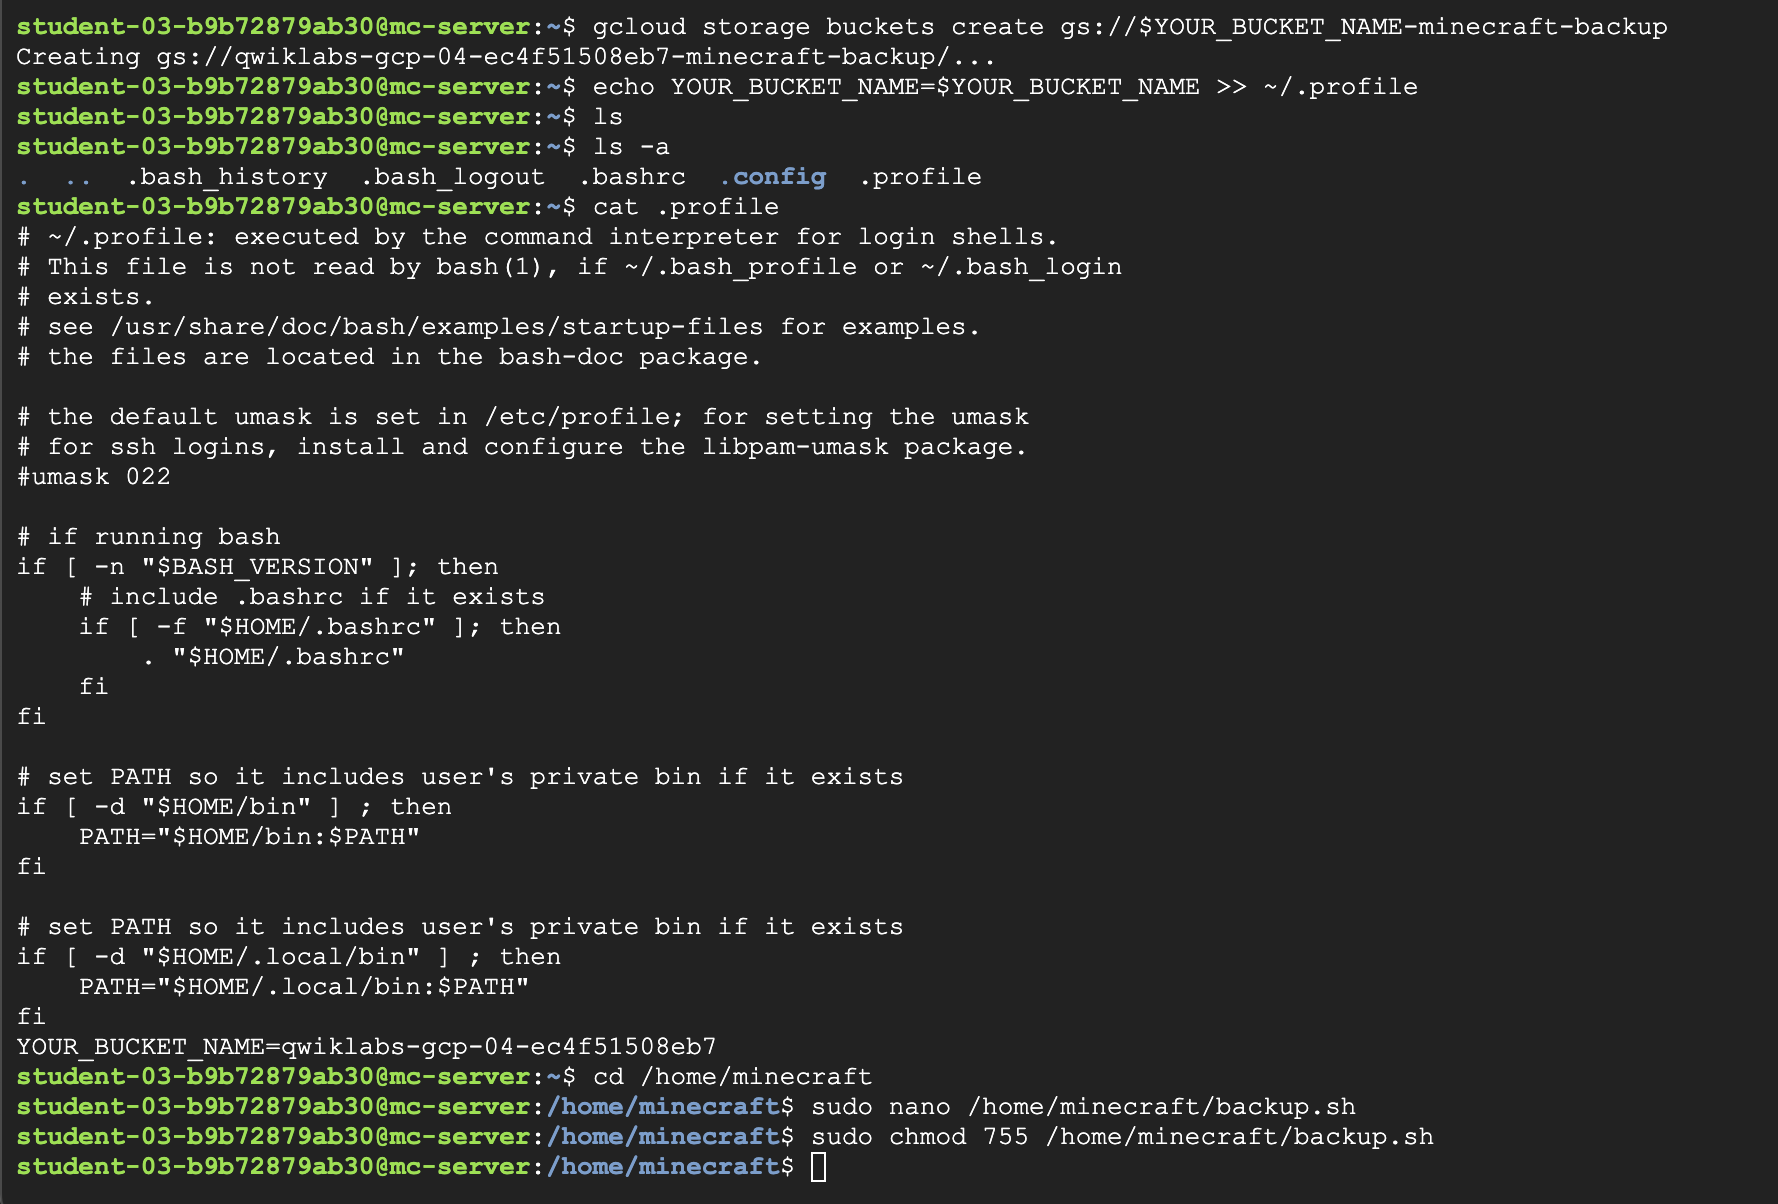 student-03-b9b72879ab30@mc-server:~$ gcloud storage buckets create gs://$YOUR_BUCKET_NAME-minecraft-backup
Creating gs://qwiklabs-gcp-04-ec4f51508eb7-minecraft-backup/...
student-03-b9b72879ab30@mc-server:~$ echo YOUR_BUCKET_NAME=$YOUR_BUCKET_NAME >> ~/.profile
student-03-b9b72879ab30@mc-server:~$ ls
student-03-b9b72879ab30@mc-server:~$ ls -a
.  ..  .bash_history  .bash_logout  .bashrc  .config  .profile
student-03-b9b72879ab30@mc-server:~$ cat .profile
# ~/.profile: executed by the command interpreter for login shells.
# This file is not read by bash(1), if ~/.bash_profile or ~/.bash_login
# exists.
# see /usr/share/doc/bash/examples/startup-files for examples.
# the files are located in the bash-doc package.

# the default umask is set in /etc/profile; for setting the umask
# for ssh logins, install and configure the libpam-umask package.
#umask 022

# if running bash
if [ -n "$BASH_VERSION" ]; then
    # include .bashrc if it exists
    if [ -f "$HOME/.bashrc" ]; then
        . "$HOME/.bashrc"
    fi
fi

# set PATH so it includes user's private bin if it exists
if [ -d "$HOME/bin" ] ; then
    PATH="$HOME/bin:$PATH"
fi

# set PATH so it includes user's private bin if it exists
if [ -d "$HOME/.local/bin" ] ; then
    PATH="$HOME/.local/bin:$PATH"
fi
YOUR_BUCKET_NAME=qwiklabs-gcp-04-ec4f51508eb7
student-03-b9b72879ab30@mc-server:~$ cd /home/minecraft
student-03-b9b72879ab30@mc-server:/home/minecraft$ sudo nano /home/minecraft/backup.sh
student-03-b9b72879ab30@mc-server:/home/minecraft$ sudo chmod 755 /home/minecraft/backup.sh
student-03-b9b72879ab30@mc-server:/home/minecraft$